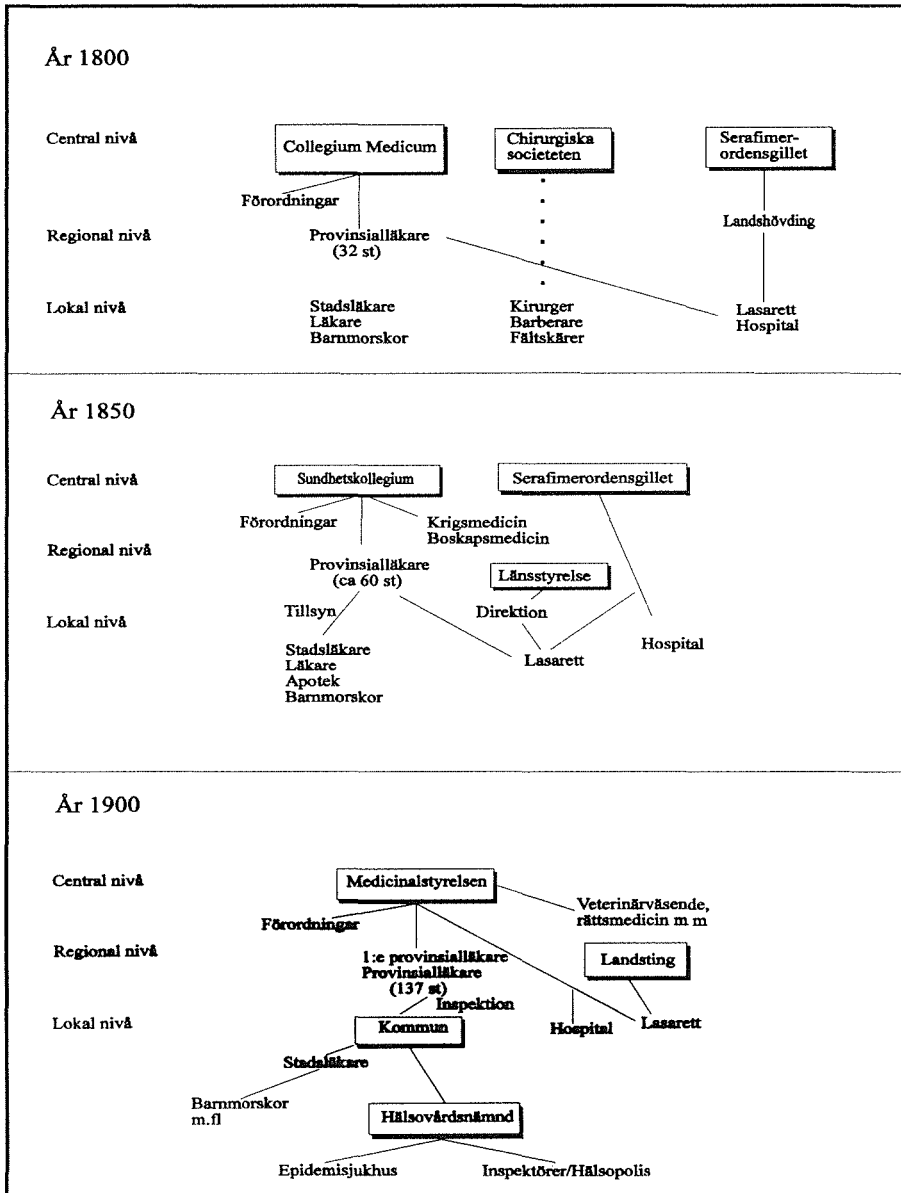 År 1800
Central nivå
Collegium Medicum
Chirurgiska
societeten
Serafimer-
ordensgillet
Förordningar
Landshövding
Regional nivå
Provinsialläkare
(32 st)
Lokal nivå
Stadsläkare
Läkare
Barnmorskor
Kirurger
Barberare
Fältskärer
Lasarett
Hospital
År 1850
Central nivå
Sundhetskollegium
Serafimerordensgillet
Förordningar
Krigsmedicin
Boskapsmedicin
Regional nivå
Provinsialläkare
(ca 60 st)
Länsstyrelse
Tillsyn
Direktion
Lokal nivå
Stadsläkare
Läkare
Apotek
Barnmorskor
Lasarett
Hospital
År 1900
Central nivå
Medicinalstyrelsen
Veterinärväsende,
rättsmedicin m m
Förordningar
Regional nivå
1:e provinsialläkare
Provinsialläkare
(137 st)
Landsting
Inspektion
Lokal nivå
Kommun
Hospital
Lasarett
Stadsläkare
Barnmorskor
m.fl
Hälsovårdsnämnd
Epidemisjukhus
Inspektörer/Hälsopolis